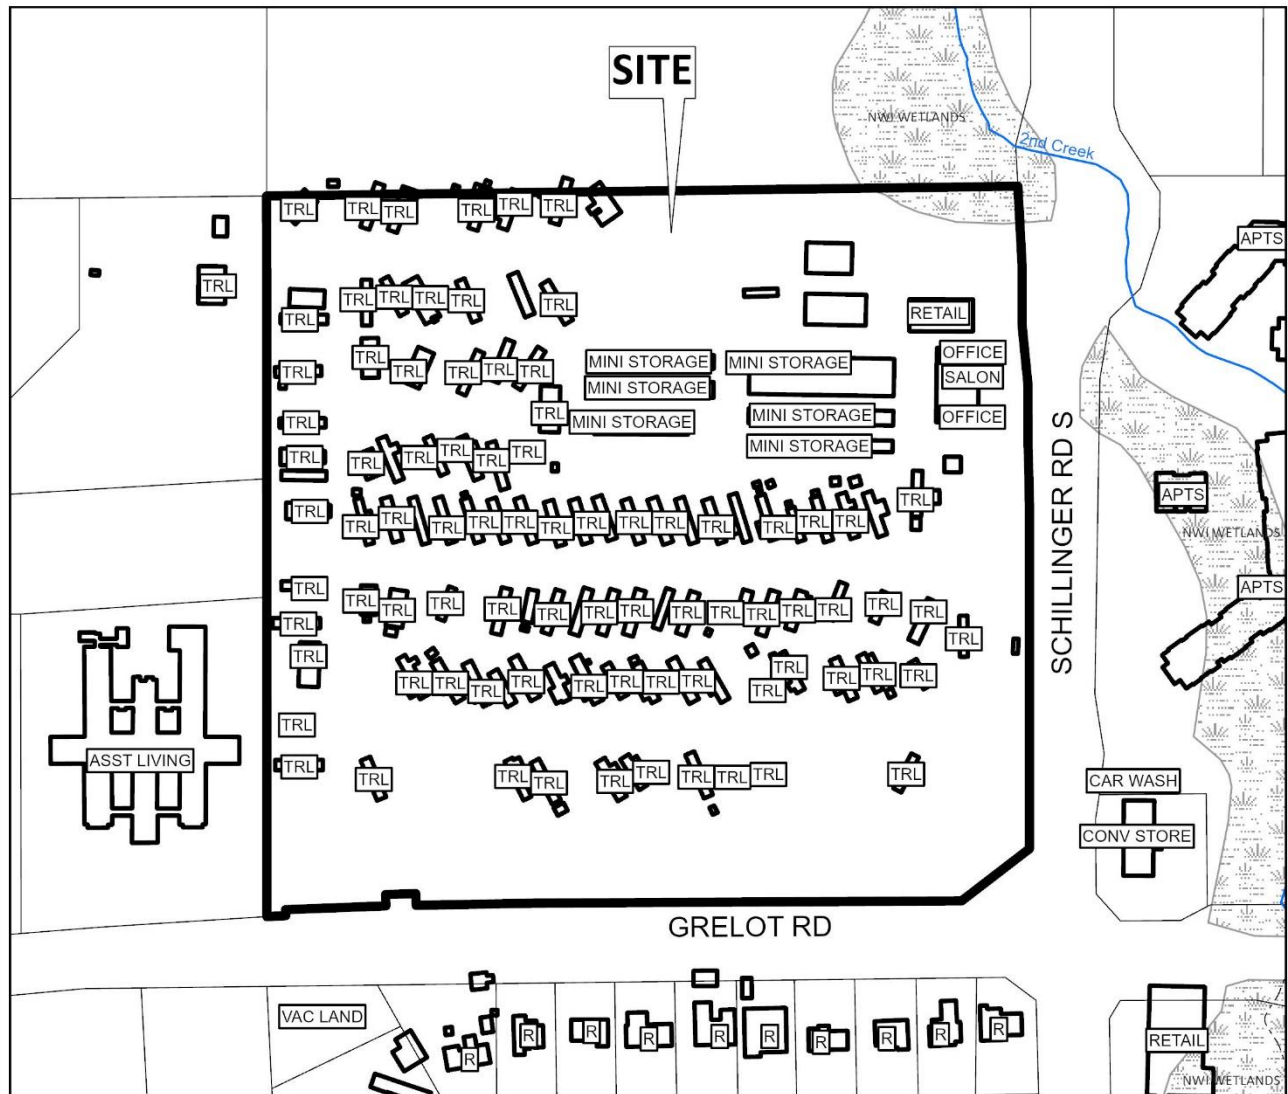 SITE
NWI WETLANDS
2nd Creek
TRL TRL TRL TRL TRL TRL
APTS
TRL
TRL TRL TRL TRL TRL
TRL
RETAIL
TRL
MINI STORAGE MINI STORAGE
OFFICE
TRL TRL TRL TRL TRL
SALON
MINI STORAGE
TRL
MINI STORAGE
OFFICE
TRL
MINI STORAGE
MINI STORAGE
TRL TRL TRL TRL TRL TRL
APTS
TRL TRL TRL TRL TRL TRL TRL TRL TRL TRL TRL TRL TRL TRL TRL
NWI WETLANDS
TRL
APTS
TRL TRL TRL TRL TRL TRL TRL TRL TRL TRL TRL TRL TRL TRL
TRL
TRL
SCHILLINGER RD S
TRL
TRL TRL TRL TRL TRL TRL TRL TRL TRL TRL TRL TRL TRL
TRL
ASST LIVING
TRL TRL TRL TRL TRL TRL TRL TRL TRL TRL
CAR WASH
CONV STORE
GRELOT RD
VAC LAND
R R R R R R R R R R
RETAIL
NWI WETLANDS